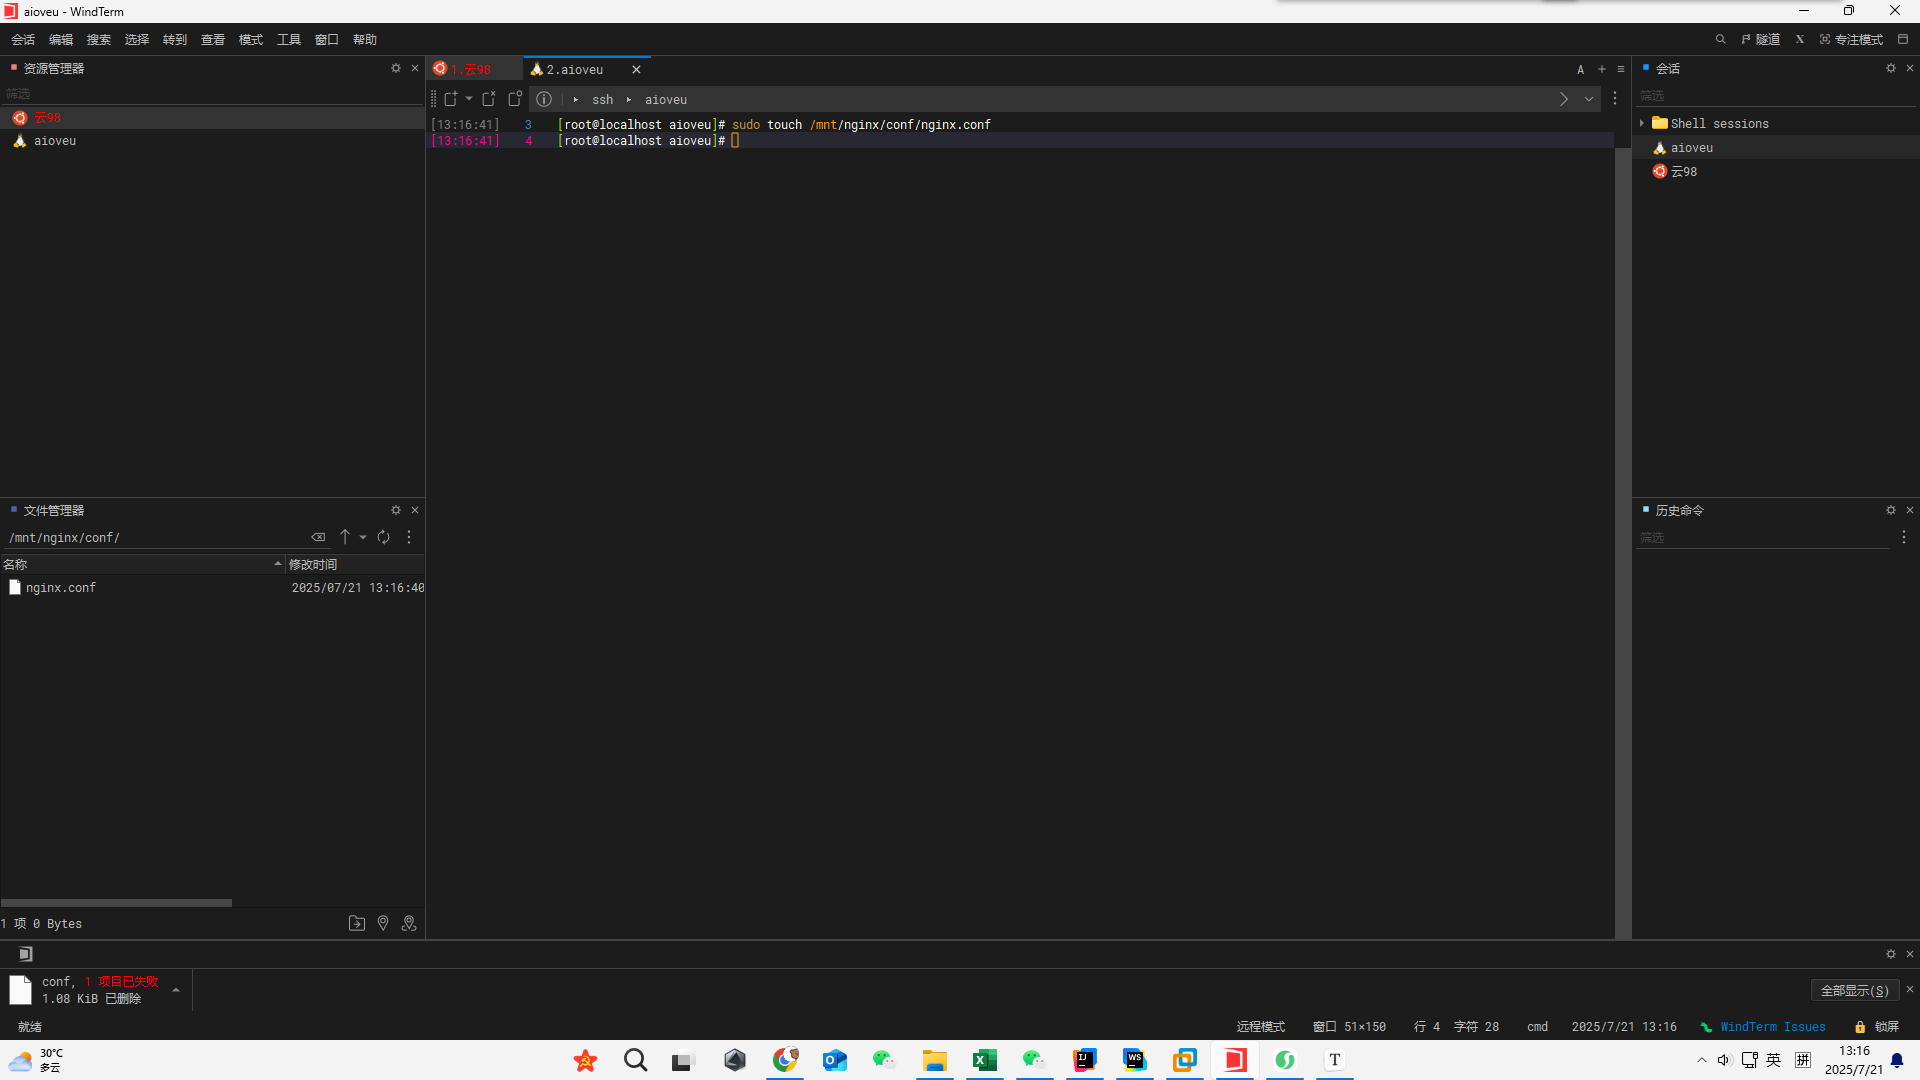 aioveu - WindTerm
会话 编辑 搜索 选择 转到 查看 模式 工具 窗口 帮助
隧道 X 专注模式
资源管理器
筛选
云98
aioveu
1.云98 2.aioveu
A
ssh aioveu
[13:16:41] 3 [root@localhost aioveu]# sudo touch /mnt/nginx/conf/nginx.conf
[13:16:41] 4 [root@localhost aioveu]#
会话
筛选
Shell sessions
aioveu
云98
文件管理器
/mnt/nginx/conf/
名称 修改时间
nginx.conf 2025/07/21 13:16:40
1 项 0 Bytes
历史命令
筛选
conf, 1 项目已失败
1.08 KiB 已删除
全部显示(S)
就绪
远程模式 窗口 51×150 行 4 字符 28 cmd 2025/7/21 13:16 WindTerm Issues 锁屏
30°C
多云
英 拼
13:16
2025/7/21